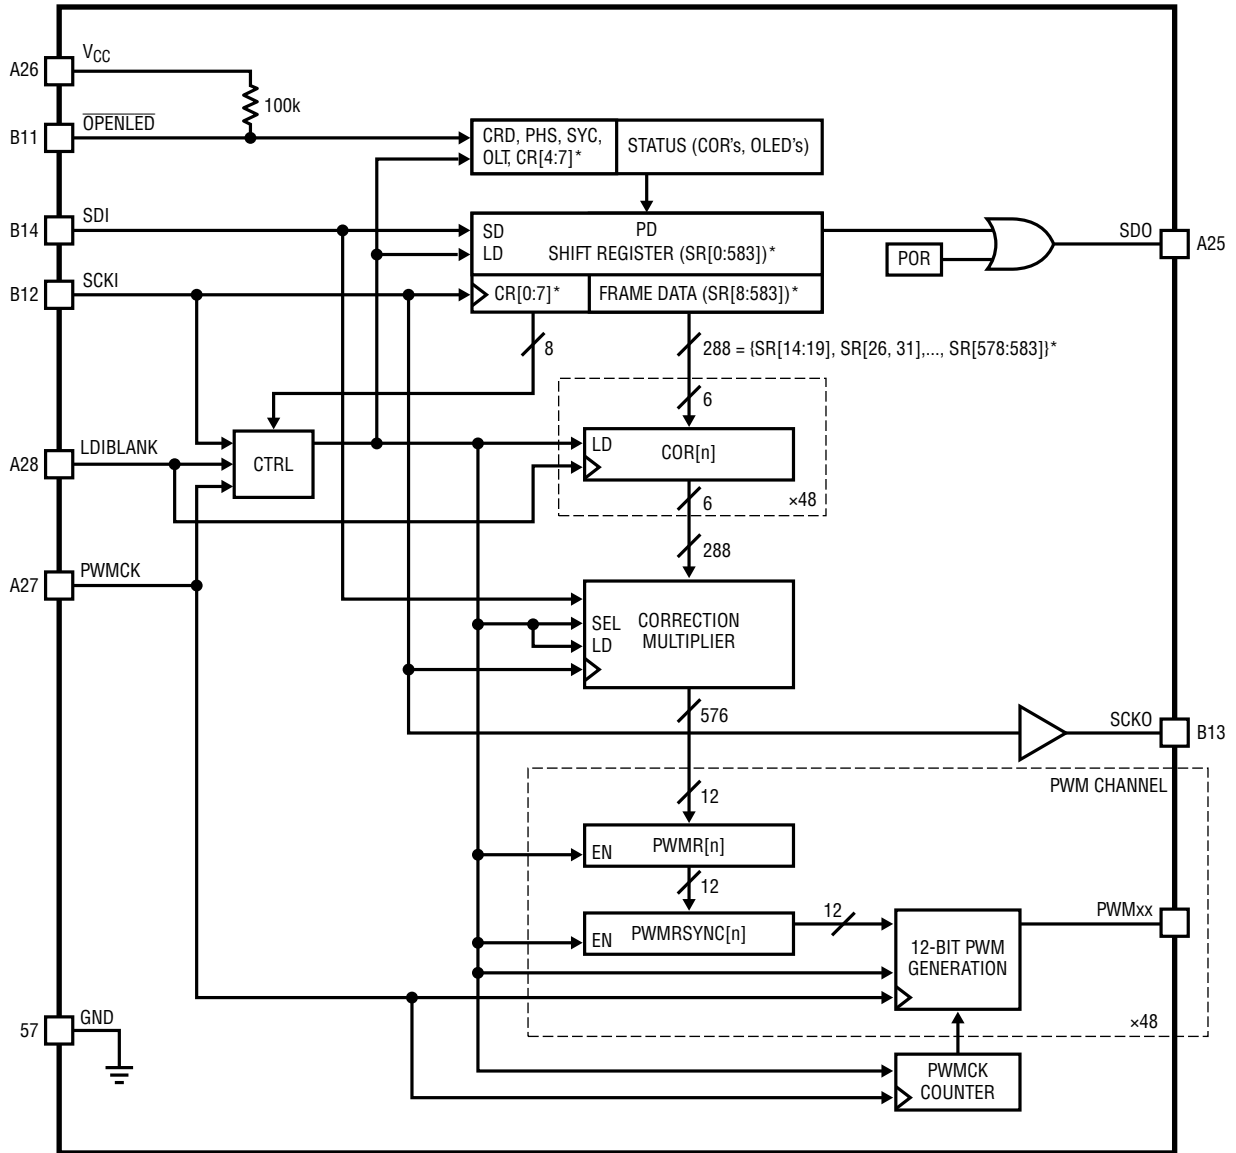 A26
VCC
100k
B11
OPENLED
CRD, PHS, SYC,
OLT, CR[4:7]*
STATUS (COR's, OLED's)
B14
SDI
SD
LD
PD
SHIFT REGISTER (SR[0:583])*
POR
SDO
A25
B12
SCKI
CR[0:7]*
FRAME DATA (SR[8:583])*
8
288 = {SR[14:19], SR[26, 31],..., SR[578:583]}*
6
A28
LDIBLANK
CTRL
LD
COR[n]
×48
6
288
A27
PWMCK
SEL
LD
CORRECTION
MULTIPLIER
576
SCKO
B13
PWM CHANNEL
12
EN
PWMR[n]
12
EN
PWMRSYNC[n]
12
12-BIT PWM
GENERATION
PWMxx
×48
57
GND
PWMCK
COUNTER